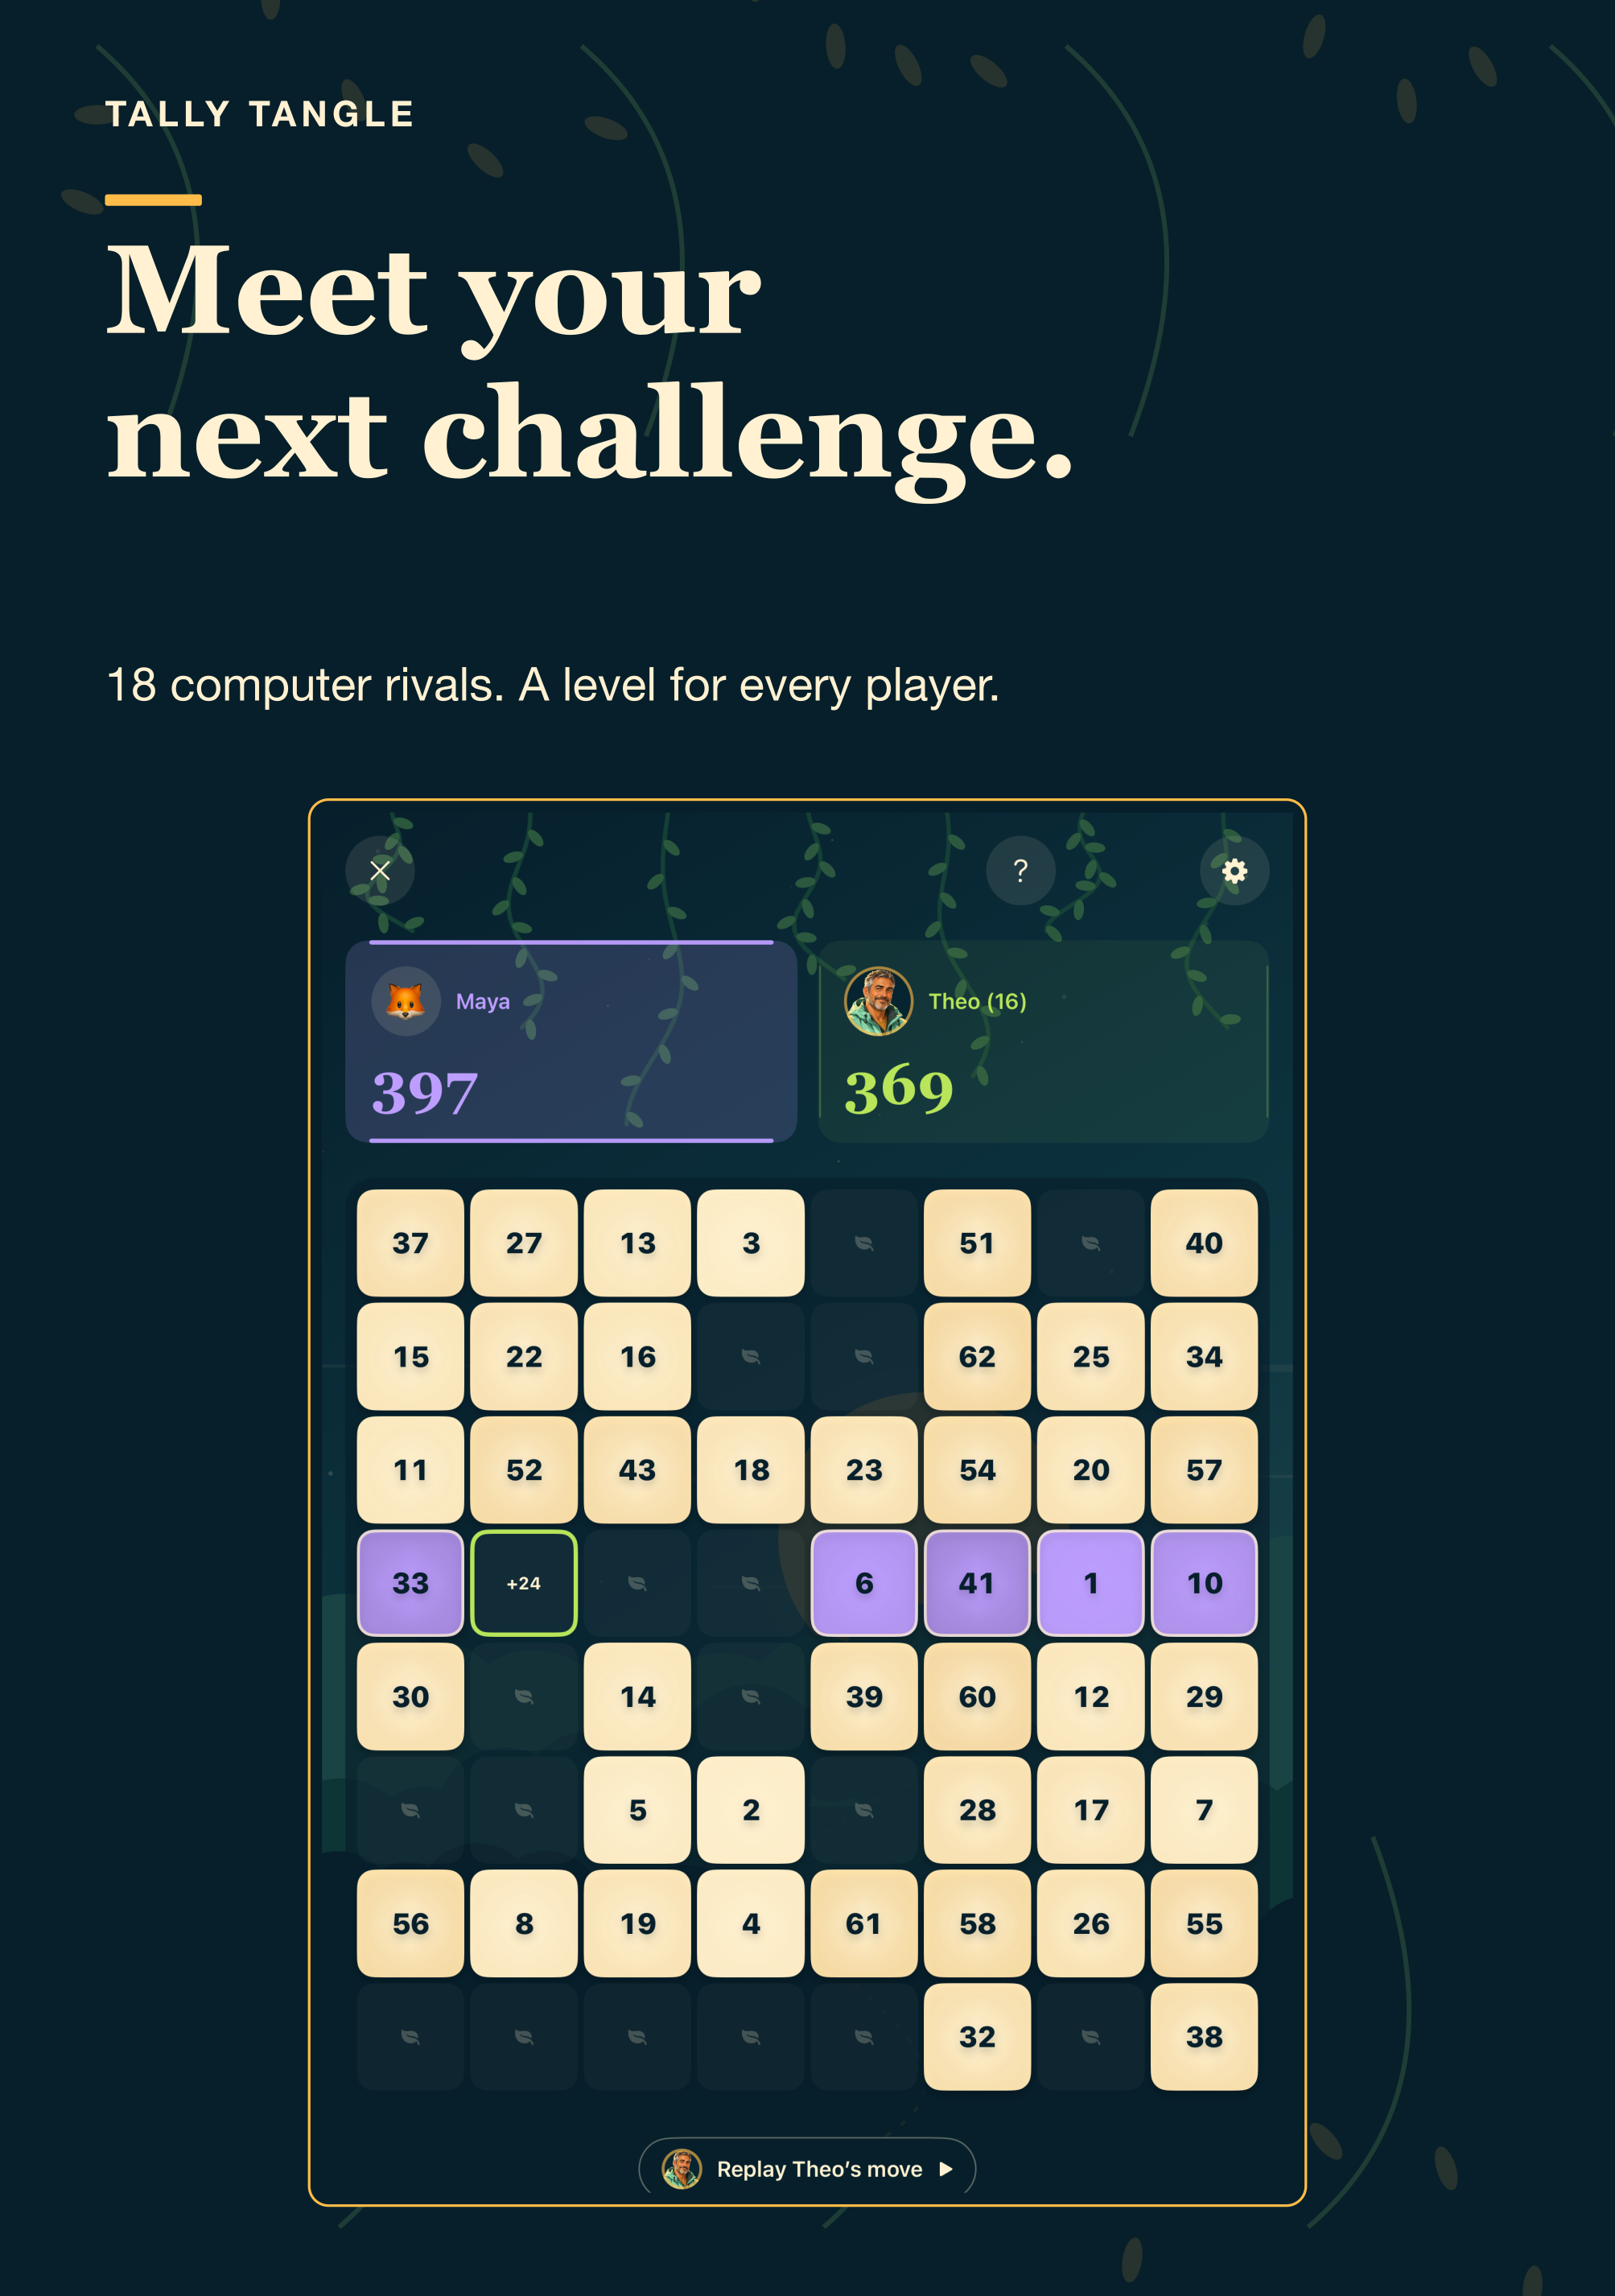 TALLY TANGLE
Meet your
next challenge.
18 computer rivals. A level for every player.
?
Maya
Theo (16)
397
369
37 27 13 3 51 40
15 22 16 62 25 34
11 52 43 18 23 54 20 57
33 +24 6 41 1 10
30 14 39 60 12 29
5 2 28 17 7
56 8 19 4 61 58 26 55
32 38
Replay Theo’s move